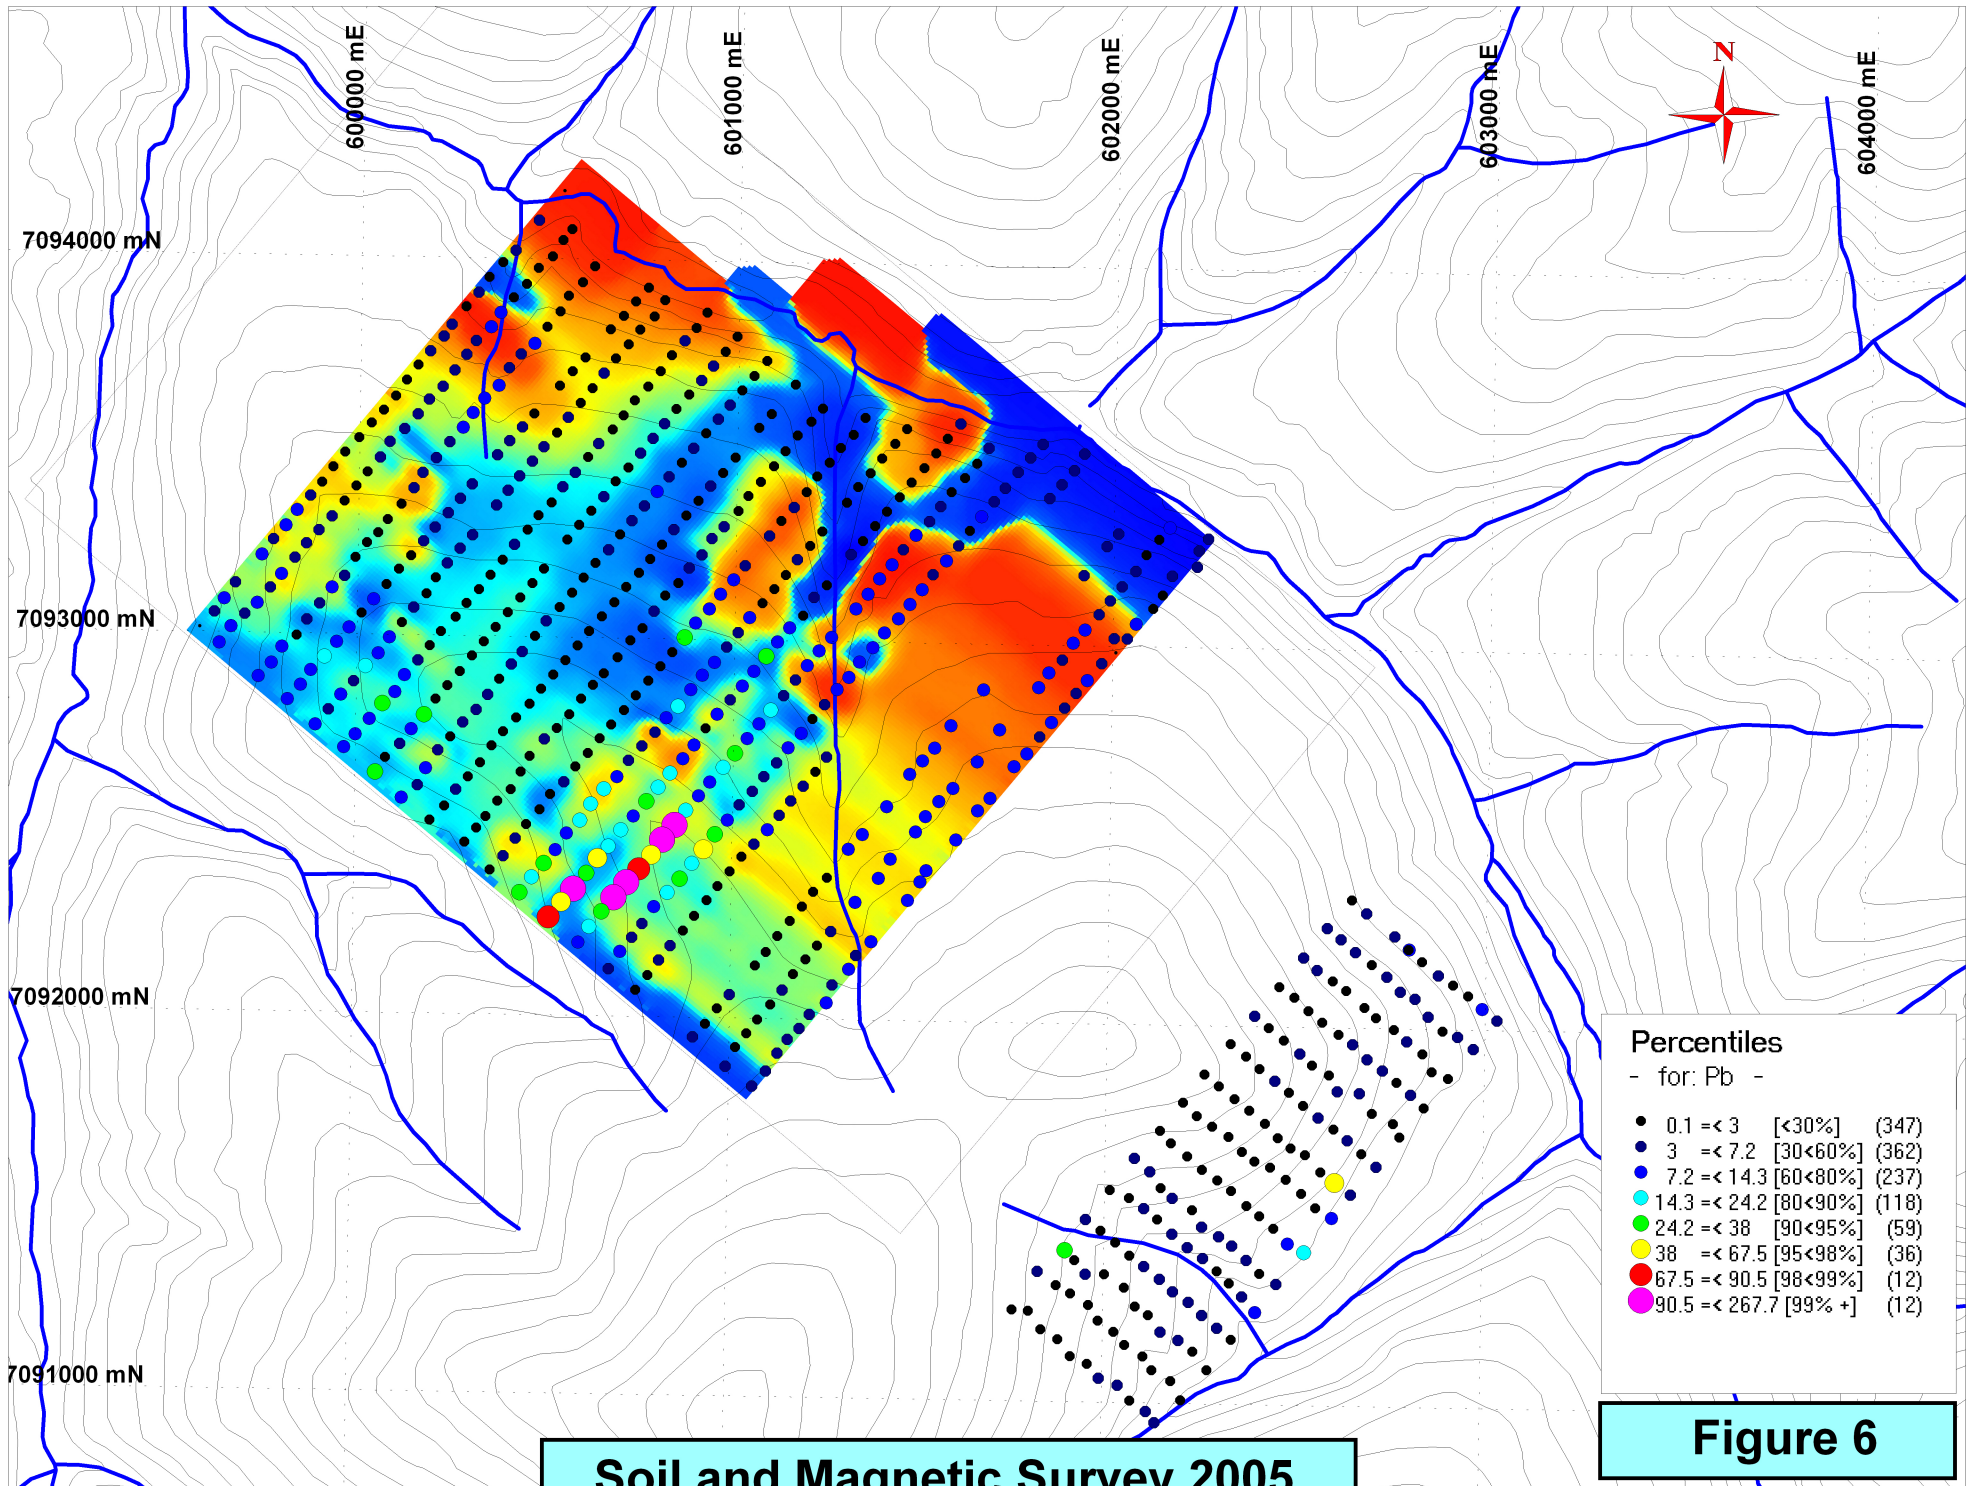 600000 mE
601000 mE
602000 mE
603000 mE
604000 mE
N
7094000 mN
7093000 mN
7092000 mN
7091000 mN
Percentiles
- for: Pb -
0.1 =< 3 [<30%] (347)
3 =< 7.2 [30<60%] (362)
7.2 =< 14.3 [60<80%] (237)
14.3 =< 24.2 [80<90%] (118)
24.2 =< 38 [90<95%] (59)
38 =< 67.5 [95<98%] (36)
67.5 =< 90.5 [98<99%] (12)
90.5 =< 267.7 [99% +] (12)
Figure 6
Soil and Magnetic Survey 2005